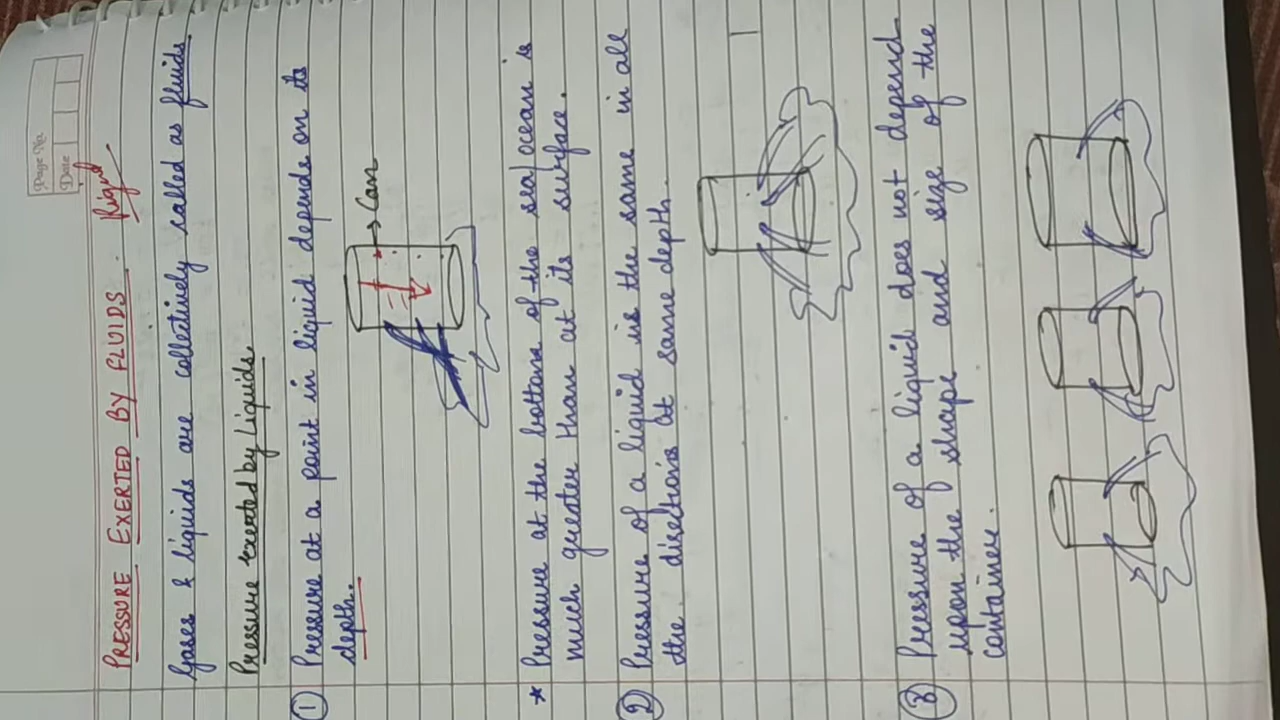 Page No.
Date
PRESSURE EXERTED BY FLUIDS.
Gases & liquids are collectively called as fluids
Pressure exerted by Liquids.
① Pressure at a point in liquid depends on its
depth.
→ Can
* Pressure at the bottom of the sea/ocean is
much greater than at its surface.
② Pressure of a liquid is the same in all
the directions at same depth.
③ Pressure of a liquid does not depend
upon the shape and size of the
container.